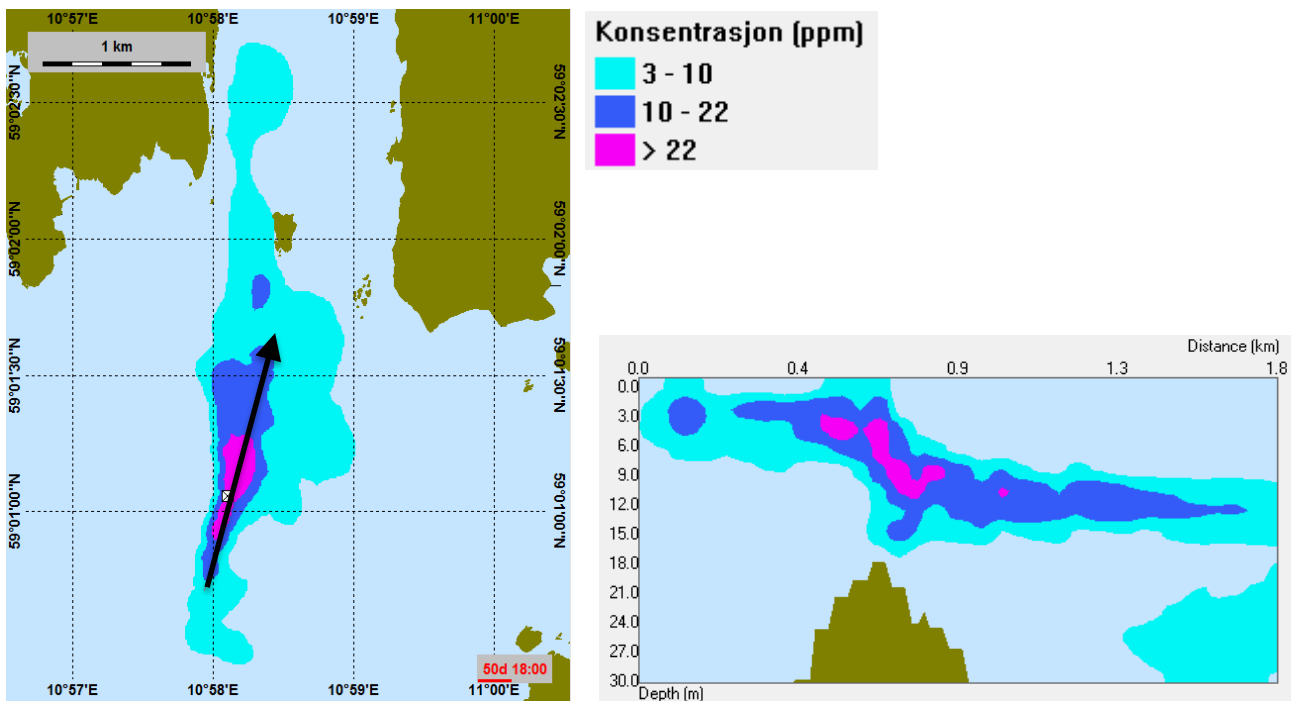 10°57'E 10°58'E 10°59'E 11°00'E
1 km
59°02'30"N 59°02'30"N
59°02'00"N 59°02'00"N
59°01'30"N 59°01'30"N
59°01'00"N 59°01'00"N
50d 18:00
10°57'E 10°58'E 10°59'E 11°00'E
Konsentrasjon (ppm)
3 - 10
10 - 22
> 22
Distance (km)
0.0 0.4 0.9 1.3 1.8
0.0
3.0
6.0
9.0
12.0
15.0
18.0
21.0
24.0
27.0
30.0
Depth (m)